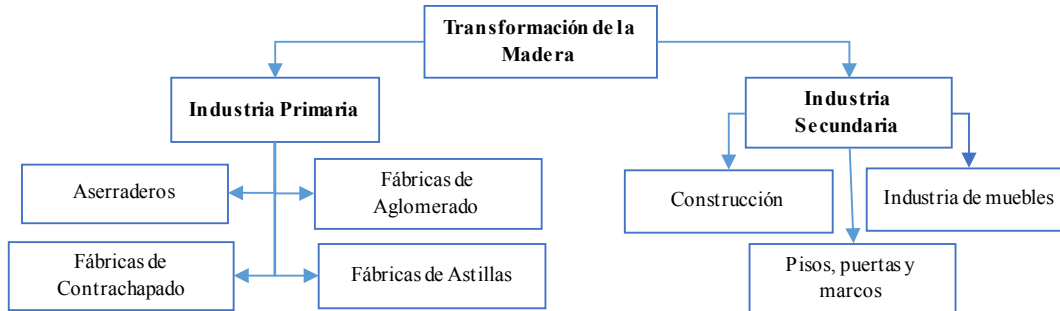 Transformación de la
Madera
Industria Primaria
Industria
Secundaria
Aserraderos
Fábricas de
Aglomerado
Fábricas de
Contrachapado
Fábricas de Astillas
Construcción
Industria de muebles
Pisos, puertas y
marcos